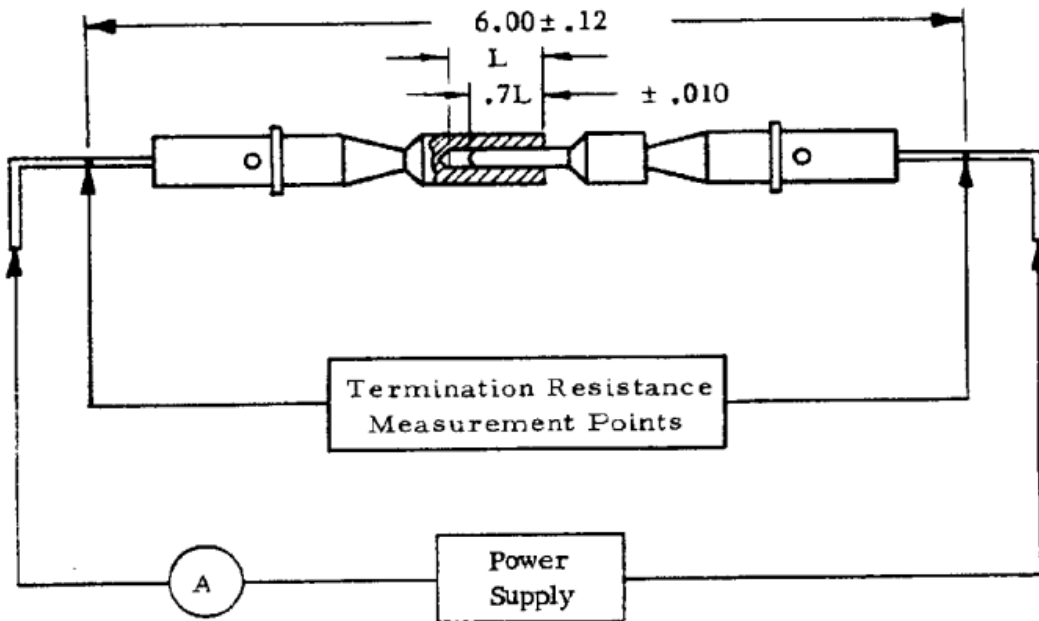 6.00 ± .12
L
.7L ± .010
Termination Resistance
Measurement Points
A
Power
Supply